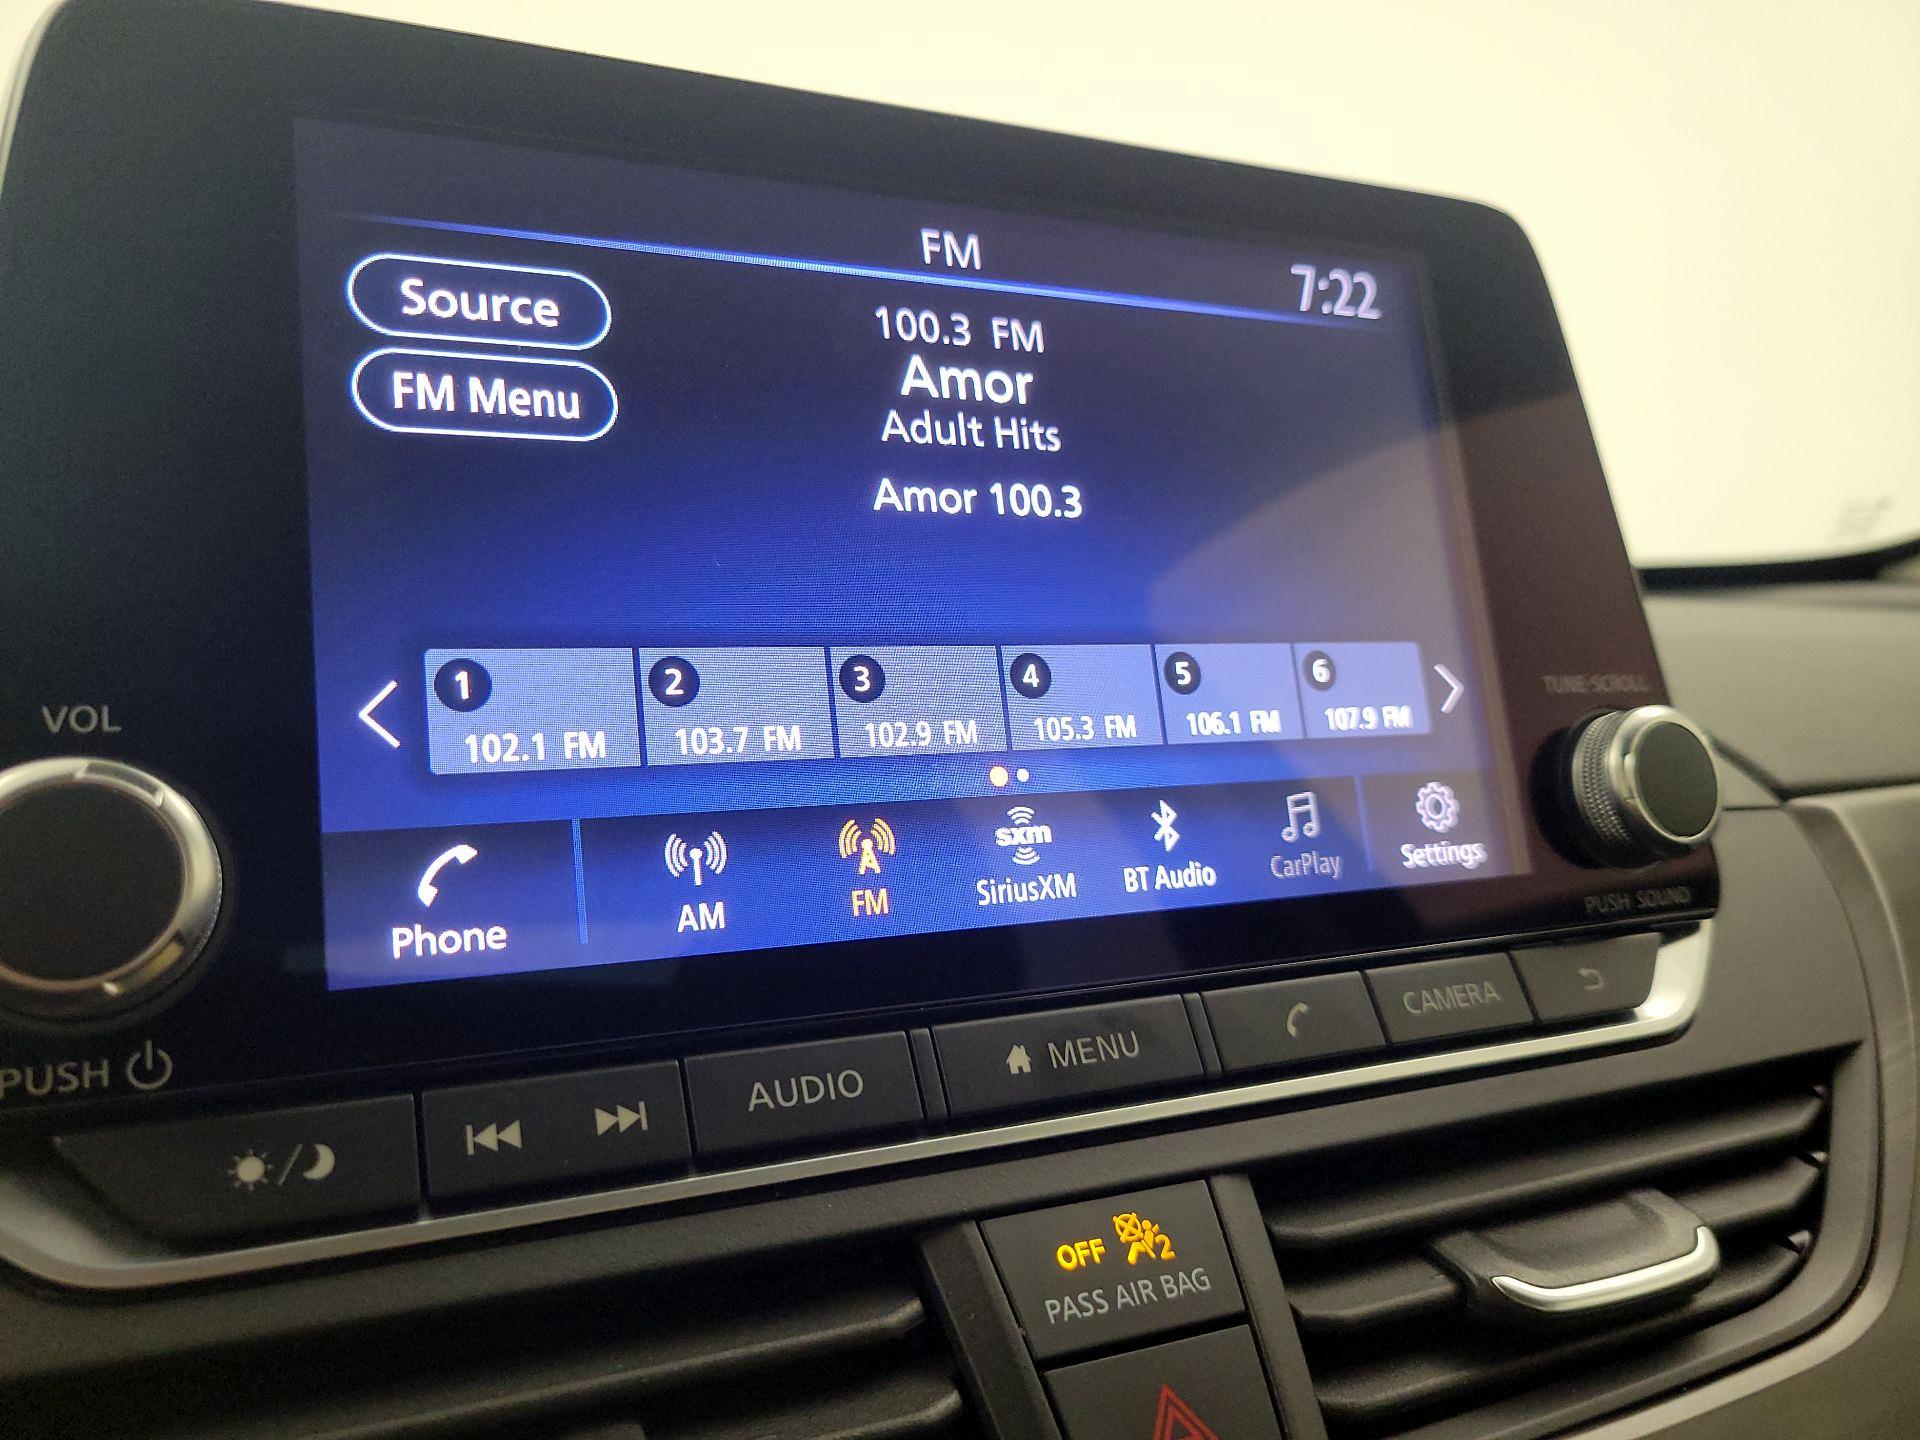 FM
7:22
Source
FM Menu
100.3 FM
Amor
Adult Hits
Amor 100.3
1
102.1 FM
2
103.7 FM
3
102.9 FM
4
105.3 FM
5
106.1 FM
6
107.9 FM
Phone
AM
FM
sxm
SiriusXM
BT Audio
CarPlay
Settings
VOL
PUSH
TUNE·SCROLL
PUSH SOUND
AUDIO
MENU
CAMERA
OFF 2
PASS AIR BAG